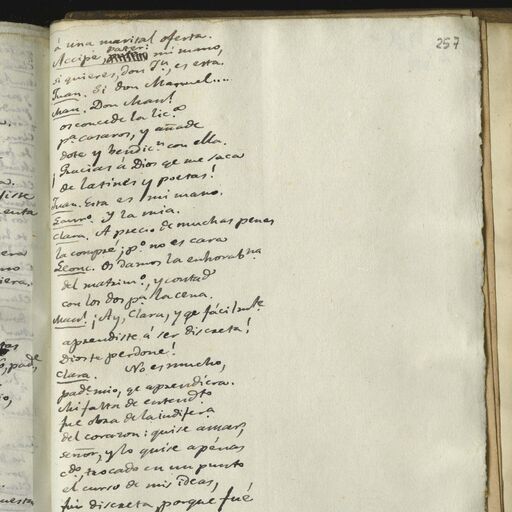 257
á una marital oferta.
Accipe, pater: mi mano,
si quieres, don Jn, es esta.
Juan. Si don Manuel....
Man. Don Manl
os concede la lic.a
pa casaros, y añade
dote y bendicn con ella.
¡Gracias á Dios qe me saca
de latines y poetas!
Juan. Esta es mi mano.
Y la mia.
Clara. A precio de muchas penas
la compré; po no es cara
Leonc. Os damos la enhorabna
del matrimo, y contad
con los dos pa la cena.
Manl. ¡Ay, Clara, y qe fácilmte
aprendiste á ser discreta!
Dios te perdone!
Clara. No es mucho,
padre mio, qe aprendiera.
Mi falta de entendto
fue obra de la indifera
del corazon: quise amar,
señor, y lo quise apénas
cdo, trocado en un punto
el curso de mis ideas,
fui discreta, porque fué